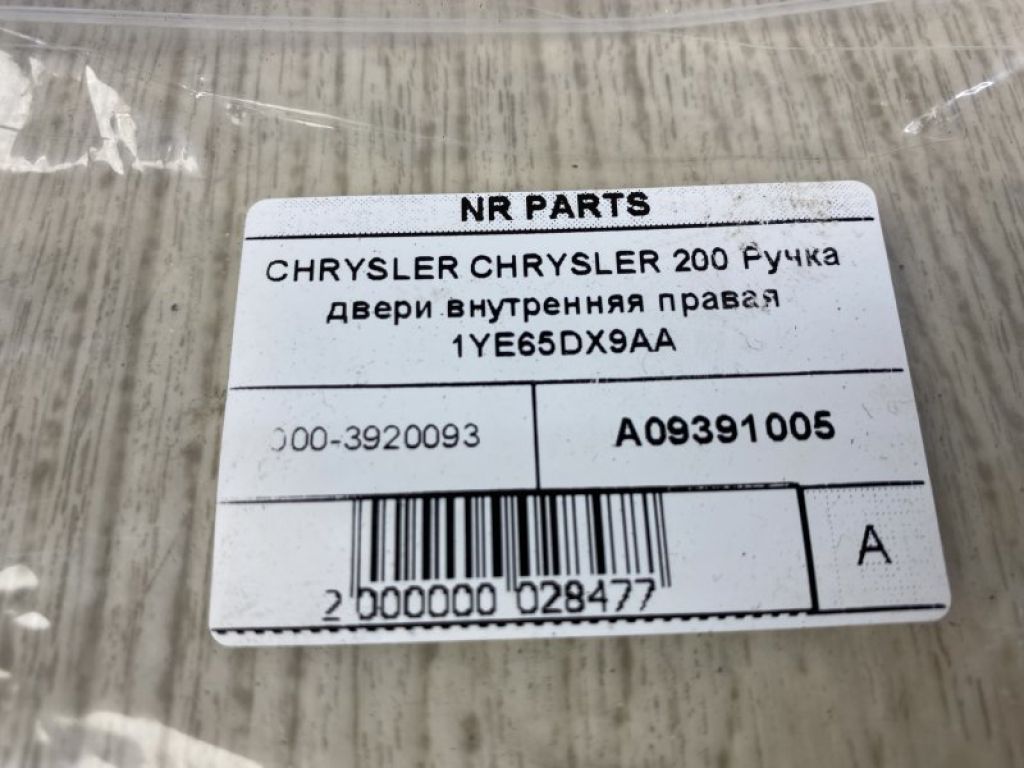 NR PARTS
CHRYSLER CHRYSLER 200 Ручка
двери внутренняя правая
1YE65DX9AA
000-3920093
A09391005
2 000000 028477
A